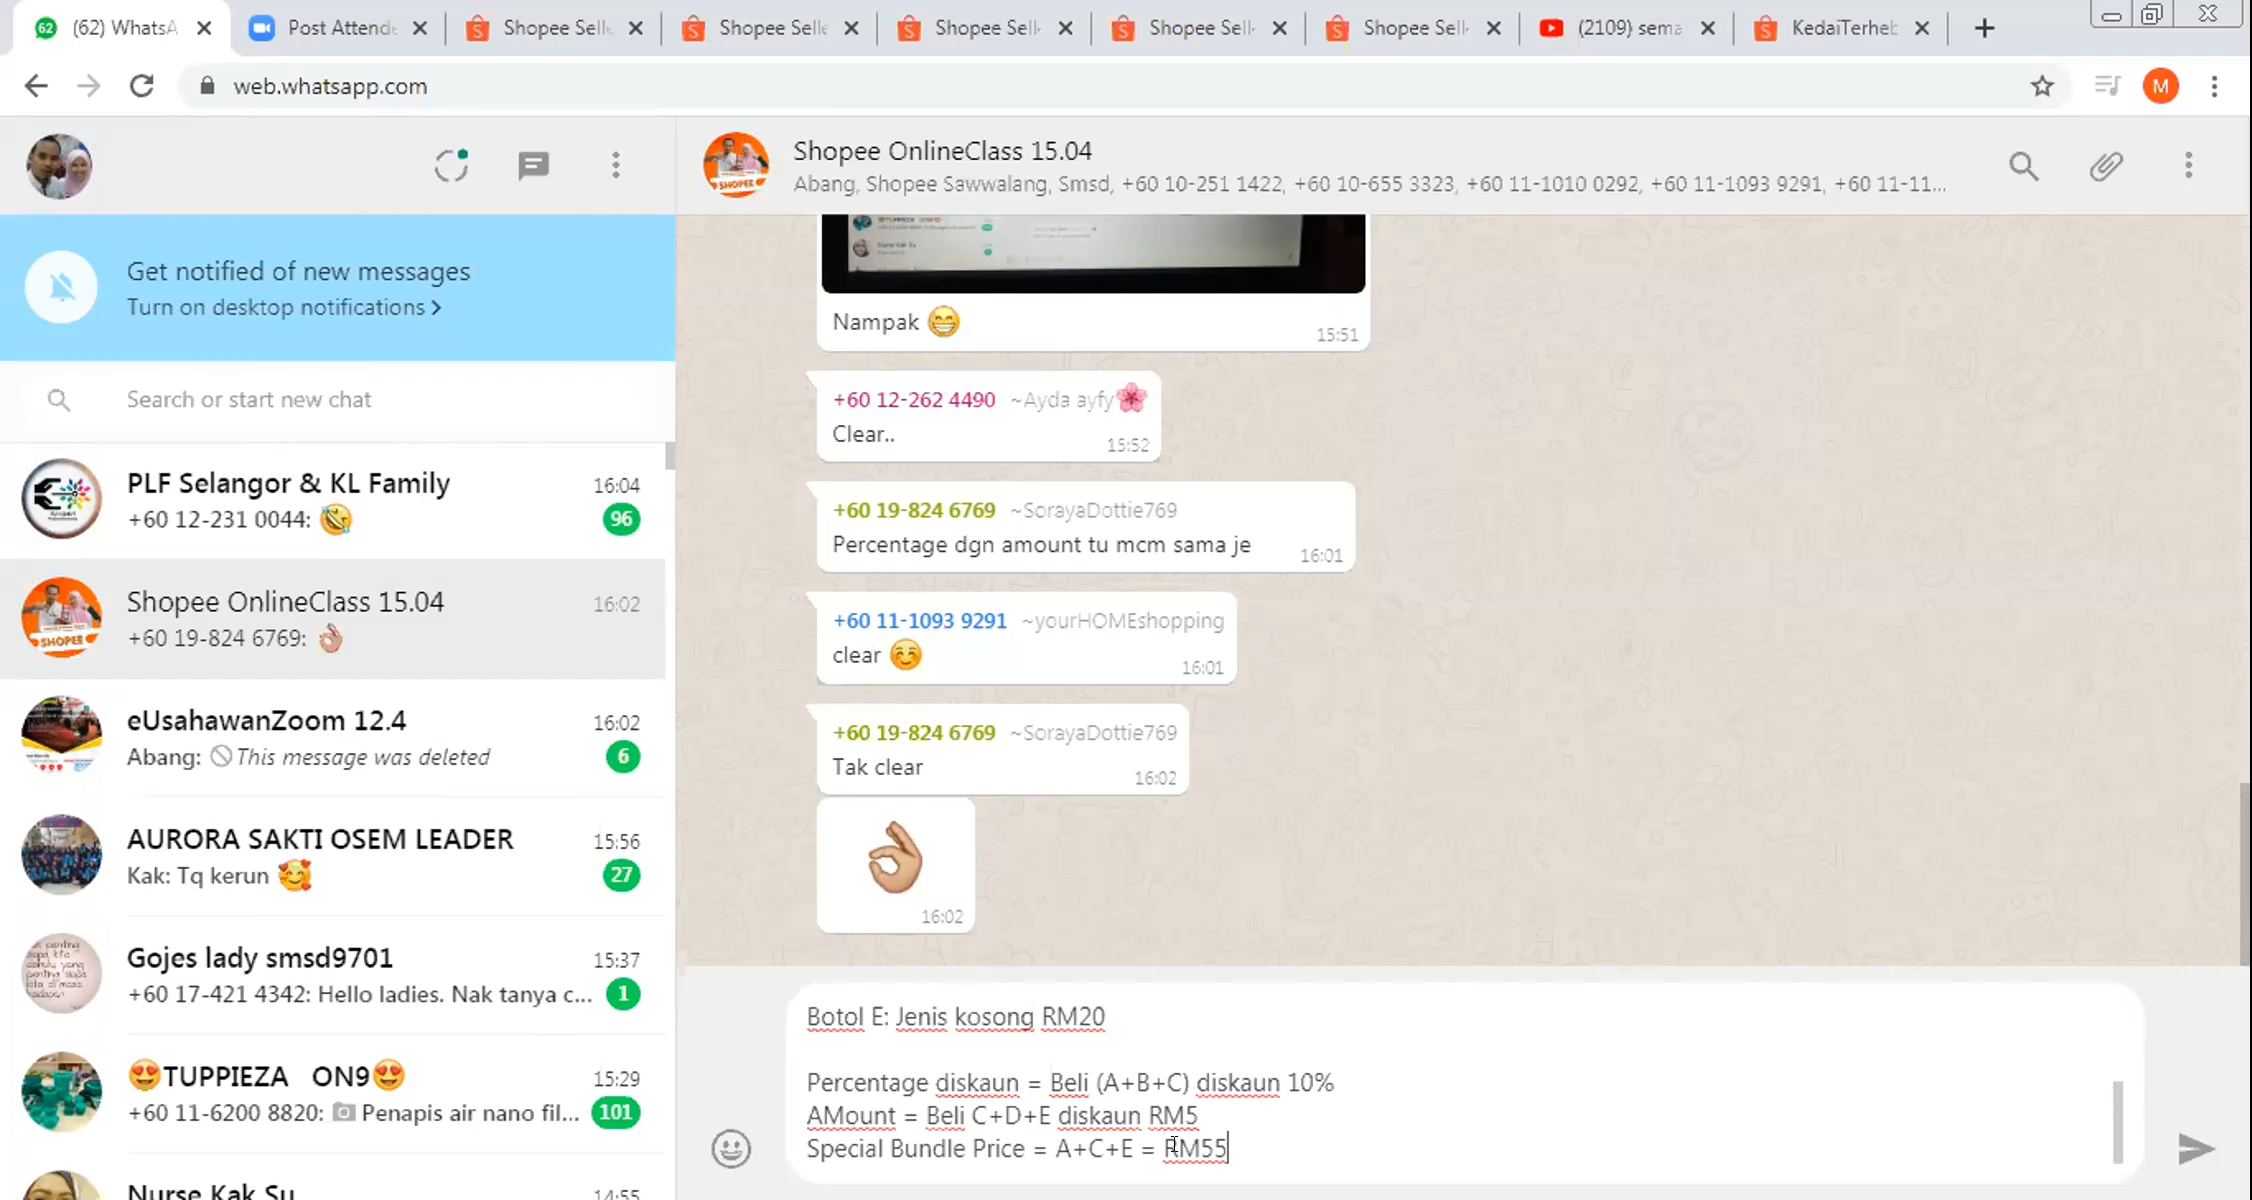 (62) WhatsA
Post Attende
Shopee Sell
Shopee Selle
Shopee Sell
Shopee Sell
Shopee Sell
(2109) sema
KedaiTerheb
web.whatsapp.com
M
Get notified of new messages
Turn on desktop notifications
Search or start new chat
PLF Selangor & KL Family 16:04
+60 12-231 0044: 🤣 96
Shopee OnlineClass 15.04 16:02
+60 19-824 6769: 👌🏼
SHOPEE
eUsahawanZoom 12.4 16:02
Abang: This message was deleted 6
AURORA SAKTI OSEM LEADER 15:56
Kak: Tq kerun 🥰 27
Gojes lady smsd9701 15:37
+60 17-421 4342: Hello ladies. Nak tanya c... 1
😍TUPPIEZA ON9😍 15:29
+60 11-6200 8820: Penapis air nano fil... 101
Nurse Kak Su 14:55
SHOPEE
Shopee OnlineClass 15.04
Abang, Shopee Sawwalang, Smsd, +60 10-251 1422, +60 10-655 3323, +60 11-1010 0292, +60 11-1093 9291, +60 11-11...
Nampak 😁 15:51
+60 12-262 4490 ~Ayda ayfy🌸
Clear.. 15:52
+60 19-824 6769 ~SorayaDottie769
Percentage dgn amount tu mcm sama je 16:01
+60 11-1093 9291 ~yourHOMEshopping
clear ☺️ 16:01
+60 19-824 6769 ~SorayaDottie769
Tak clear 16:02
👌🏼
16:02
Botol E: Jenis kosong RM20
Percentage diskaun = Beli (A+B+C) diskaun 10%
AMount = Beli C+D+E diskaun RM5
Special Bundle Price = A+C+E = RM55